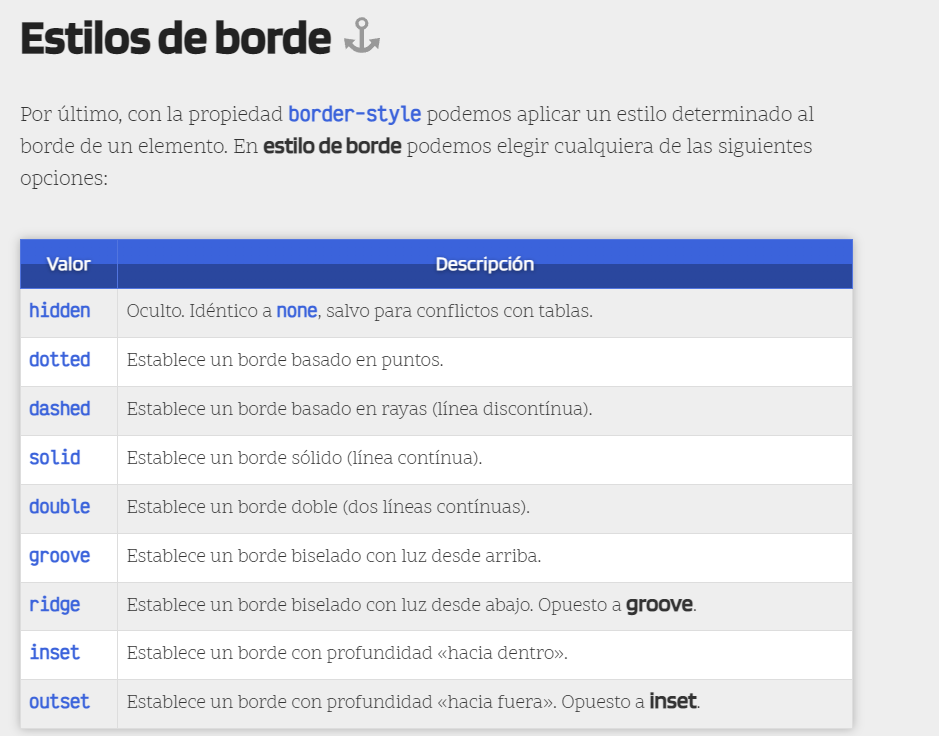 Estilos de borde
Por último, con la propiedad border-style podemos aplicar un estilo determinado al
borde de un elemento. En estilo de borde podemos elegir cualquiera de las siguientes
opciones:
Valor Descripción
hidden Oculto. Idéntico a none, salvo para conflictos con tablas.
dotted Establece un borde basado en puntos.
dashed Establece un borde basado en rayas (línea discontínua).
solid Establece un borde sólido (línea contínua).
double Establece un borde doble (dos líneas contínuas).
groove Establece un borde biselado con luz desde arriba.
ridge Establece un borde biselado con luz desde abajo. Opuesto a groove.
inset Establece un borde con profundidad «hacia dentro».
outset Establece un borde con profundidad «hacia fuera». Opuesto a inset.